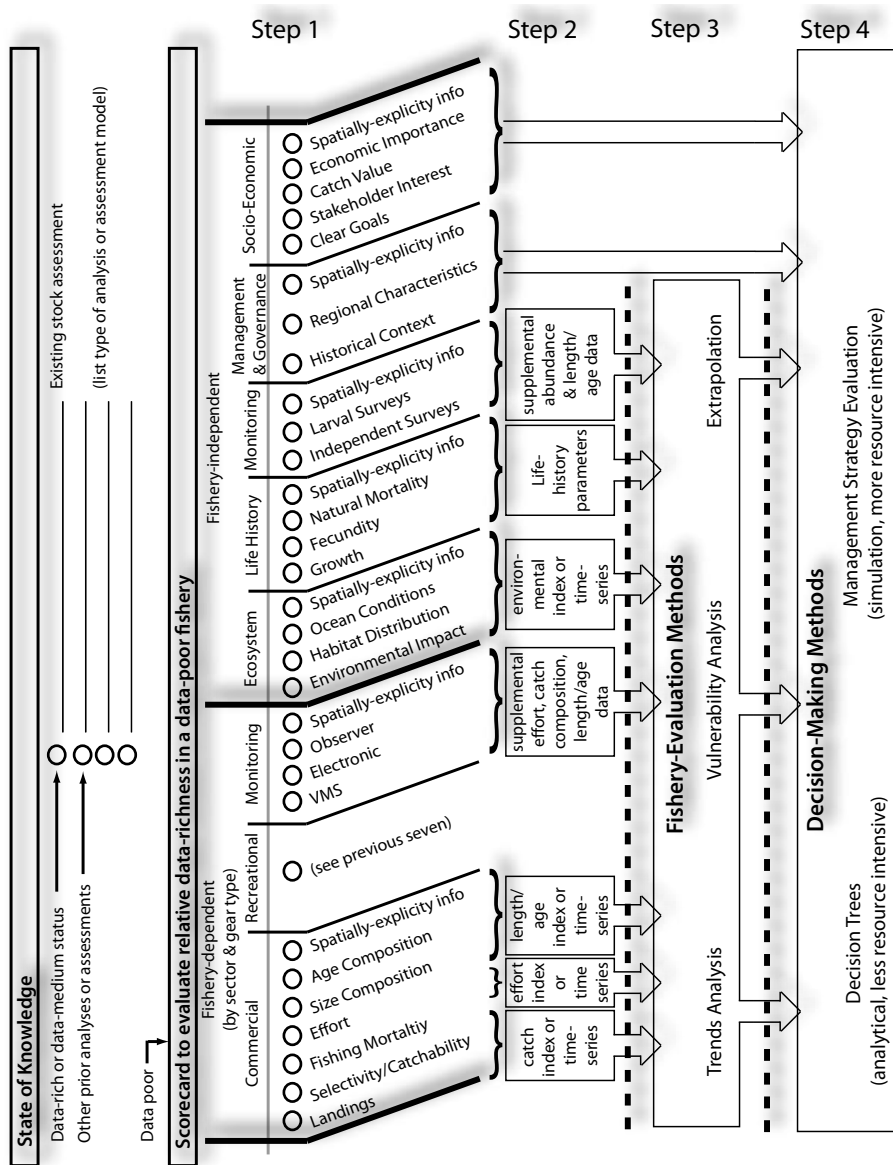 State of Knowledge
Data-rich or data-medium status
Existing stock assessment
Other prior analyses or assessments
(list type of analysis or assessment model)
Data poor
Scorecard to evaluate relative data-richness in a data-poor fishery
Step 1
Fishery-dependent
(by sector & gear type)
Fishery-independent
Commercial
Recreational
Monitoring
Ecosystem
Life History
Monitoring
Management
& Governance
Socio-Economic
Landings
Selectivity/Catchability
Fishing Mortaltiy
Effort
Size Composition
Age Composition
Spatially-explicity info
(see previous seven)
VMS
Electronic
Observer
Spatially-explicity info
Environmental Impact
Habitat Distribution
Ocean Conditions
Spatially-explicity info
Growth
Fecundity
Natural Mortality
Spatially-explicity info
Independent Surveys
Larval Surveys
Spatially-explicity info
Historical Context
Regional Characteristics
Spatially-explicity info
Clear Goals
Stakeholder Interest
Catch Value
Economic Importance
Spatially-explicity info
Step 2
catch
index or
time-
series
effort
index
or time
series
length/
age
index or
time-
series
supplemental
effort, catch
composition,
length/age
data
environ-
mental
index or
time-
series
Life-
history
parameters
supplemental
abundance
& length/
age data
Step 3
Fishery-Evaluation Methods
Trends Analysis
Vulnerability Analysis
Extrapolation
Step 4
Decision-Making Methods
Decision Trees
(analytical, less resource intensive)
Management Strategy Evaluation
(simulation, more resource intensive)